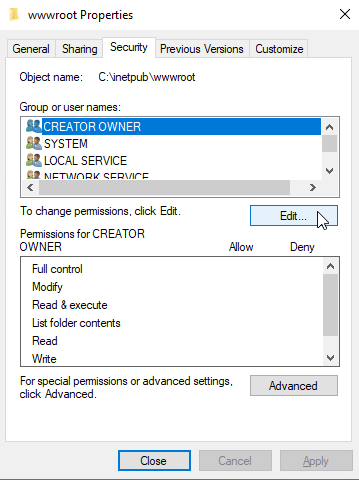 wwwroot Properties
General Sharing Security Previous Versions Customize
Object name: C:\inetpub\wwwroot
Group or user names:
CREATOR OWNER
SYSTEM
LOCAL SERVICE
NETWORK SERVICE
To change permissions, click Edit.
Edit...
Permissions for CREATOR
OWNER Allow Deny
Full control
Modify
Read & execute
List folder contents
Read
Write
For special permissions or advanced settings,
click Advanced.
Advanced
Close Cancel Apply